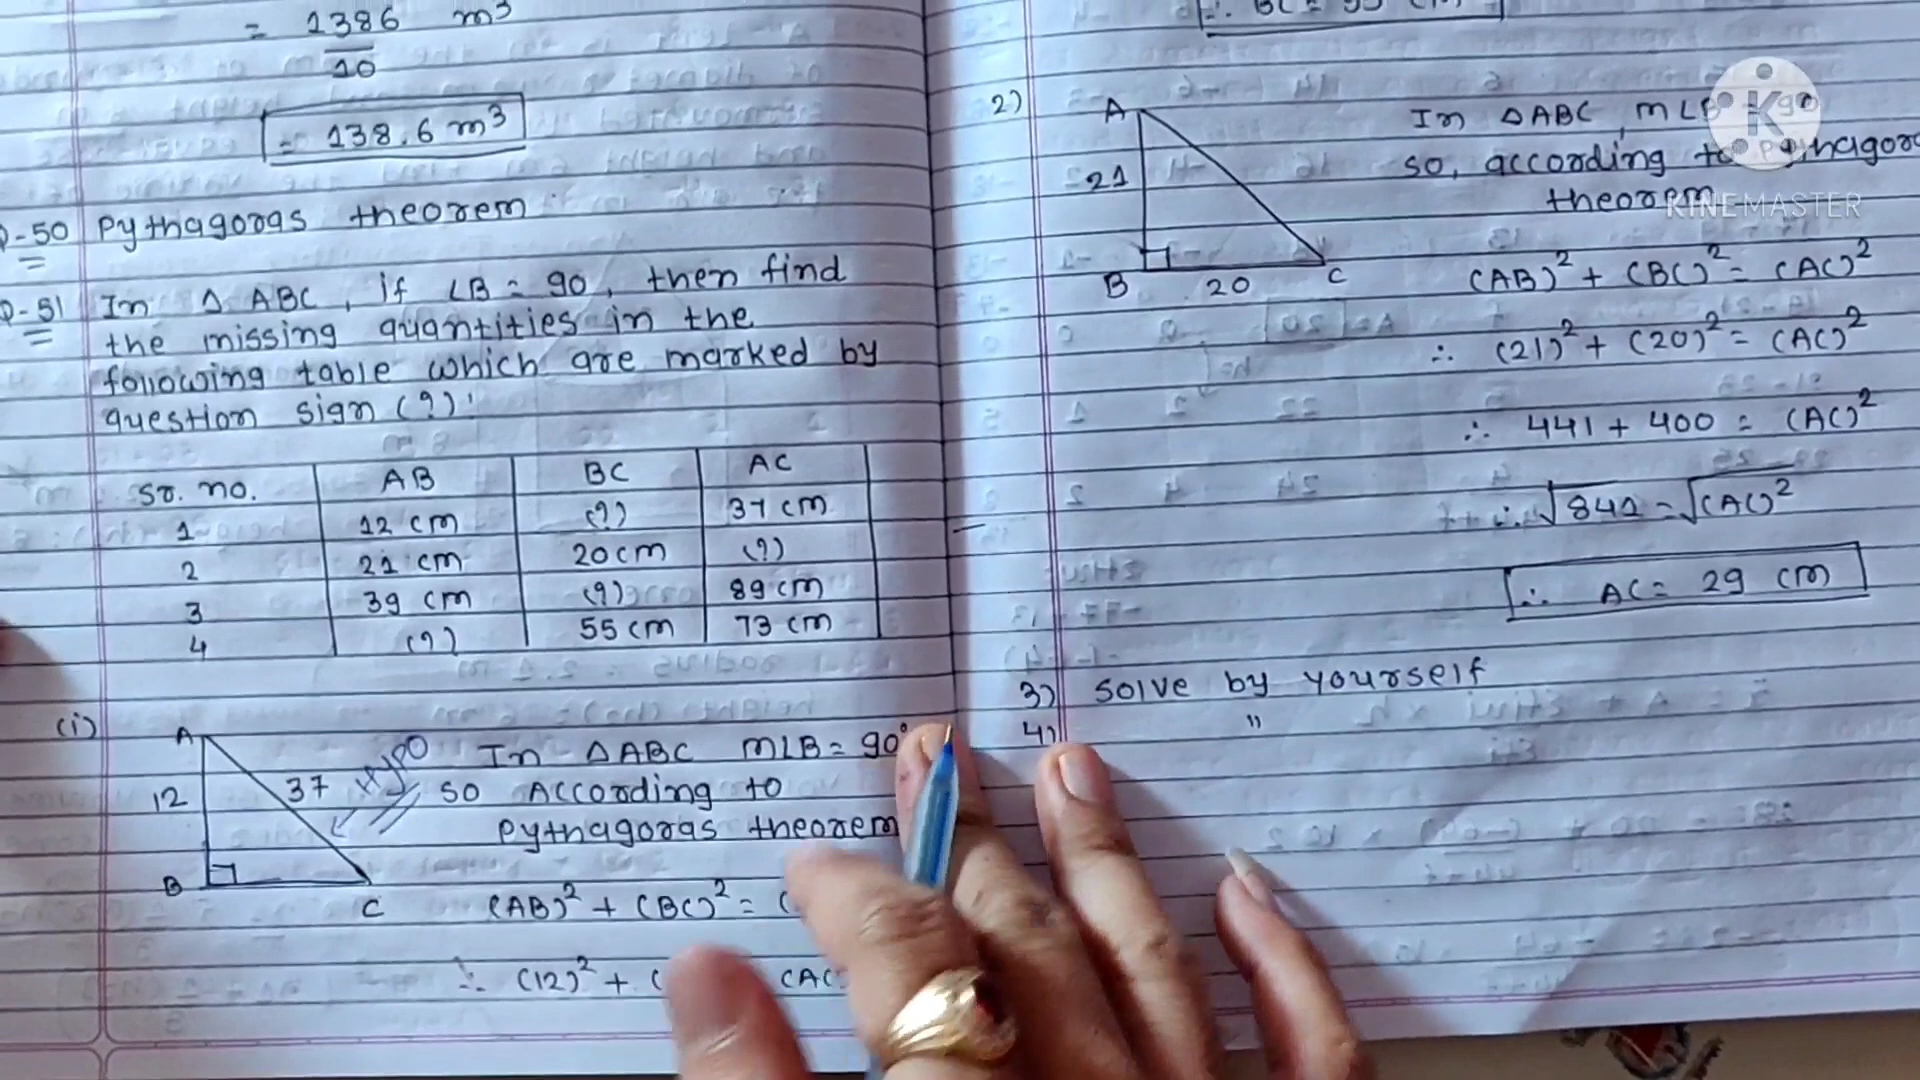 = 1386 m³
10
= 138.6 m³
Q-50 Pythagoras theorem
Q-51 In △ ABC, if ∠B = 90, then find
the missing quantities in the
following table which are marked by
question sign (?)
Sr. no. AB BC AC
1 12 cm (?) 37 cm
2 21 cm 20 cm (?)
3 39 cm (?) 89 cm
4 (?) 55 cm 73 cm
(i)
A
12
37
Hypo
B
C
In △ABC m∠B = 90°
so According to
Pythagoras theorem
(AB)² + (BC)² = (
∴ (12)² + ( (AC
2)
A
21
B 20 C
In △ABC, m∠B = 90
so, according to Pythagoras
theorem
(AB)² + (BC)² = (AC)²
∴ (21)² + (20)² = (AC)²
∴ 441 + 400 = (AC)²
∴ √841 = √(AC)²
∴ AC = 29 cm
3) Solve by yourself
4) "
K
KINEMASTER